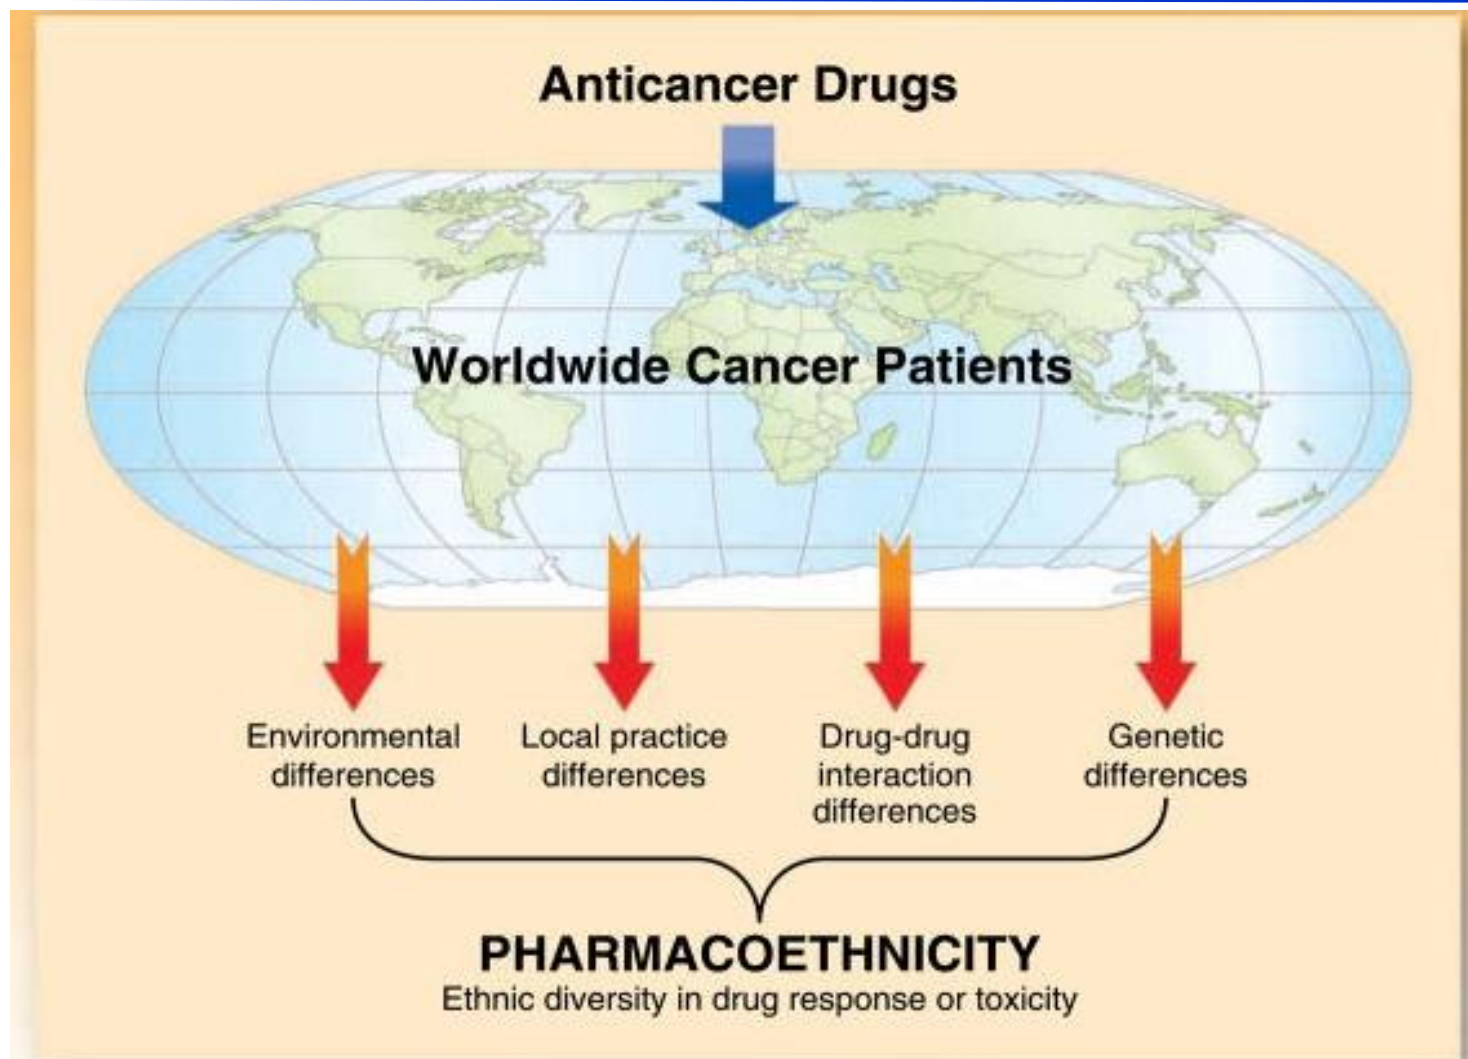 Anticancer Drugs
Worldwide Cancer Patients
Environmental
differences
Local practice
differences
Drug-drug
interaction
differences
Genetic
differences
PHARMACOETHNICITY
Ethnic diversity in drug response or toxicity